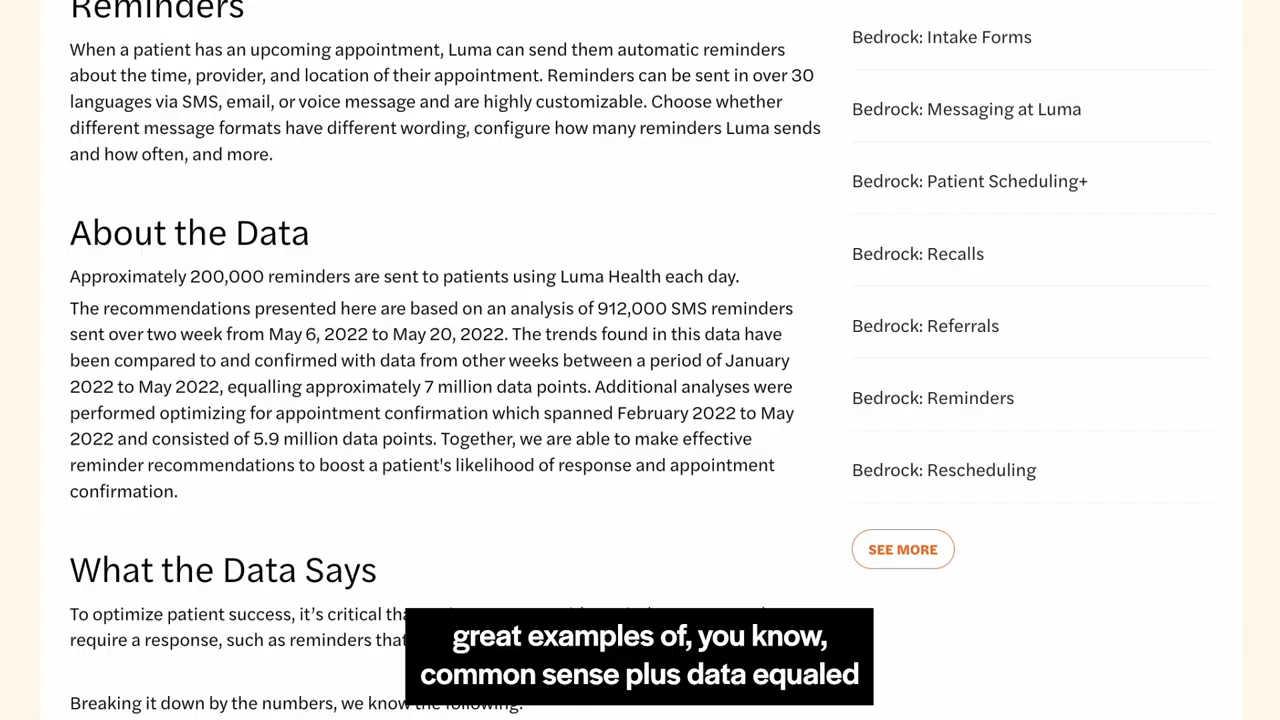 Reminders
When a patient has an upcoming appointment, Luma can send them automatic reminders
about the time, provider, and location of their appointment. Reminders can be sent in over 30
languages via SMS, email, or voice message and are highly customizable. Choose whether
different message formats have different wording, configure how many reminders Luma sends
and how often, and more.
About the Data
Approximately 200,000 reminders are sent to patients using Luma Health each day.
The recommendations presented here are based on an analysis of 912,000 SMS reminders
sent over two week from May 6, 2022 to May 20, 2022. The trends found in this data have
been compared to and confirmed with data from other weeks between a period of January
2022 to May 2022, equalling approximately 7 million data points. Additional analyses were
performed optimizing for appointment confirmation which spanned February 2022 to May
2022 and consisted of 5.9 million data points. Together, we are able to make effective
reminder recommendations to boost a patient's likelihood of response and appointment
confirmation.
What the Data Says
To optimize patient success, it's critical
require a response, such as reminders
Breaking it down by the numbers, we know the following:
Bedrock: Intake Forms
Bedrock: Messaging at Luma
Bedrock: Patient Scheduling+
Bedrock: Recalls
Bedrock: Referrals
Bedrock: Reminders
Bedrock: Rescheduling
SEE MORE
great examples of, you know,
common sense plus data equaled